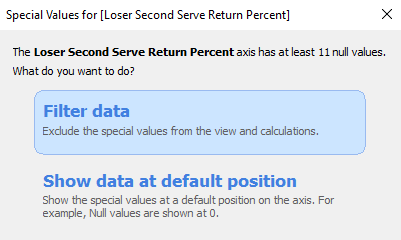 Special Values for [Loser Second Serve Return Percent]
The Loser Second Serve Return Percent axis has at least 11 null values.
What do you want to do?
Filter data
Exclude the special values from the view and calculations.
Show data at default position
Show the special values at a default position on the axis. For
example, Null values are shown at 0.